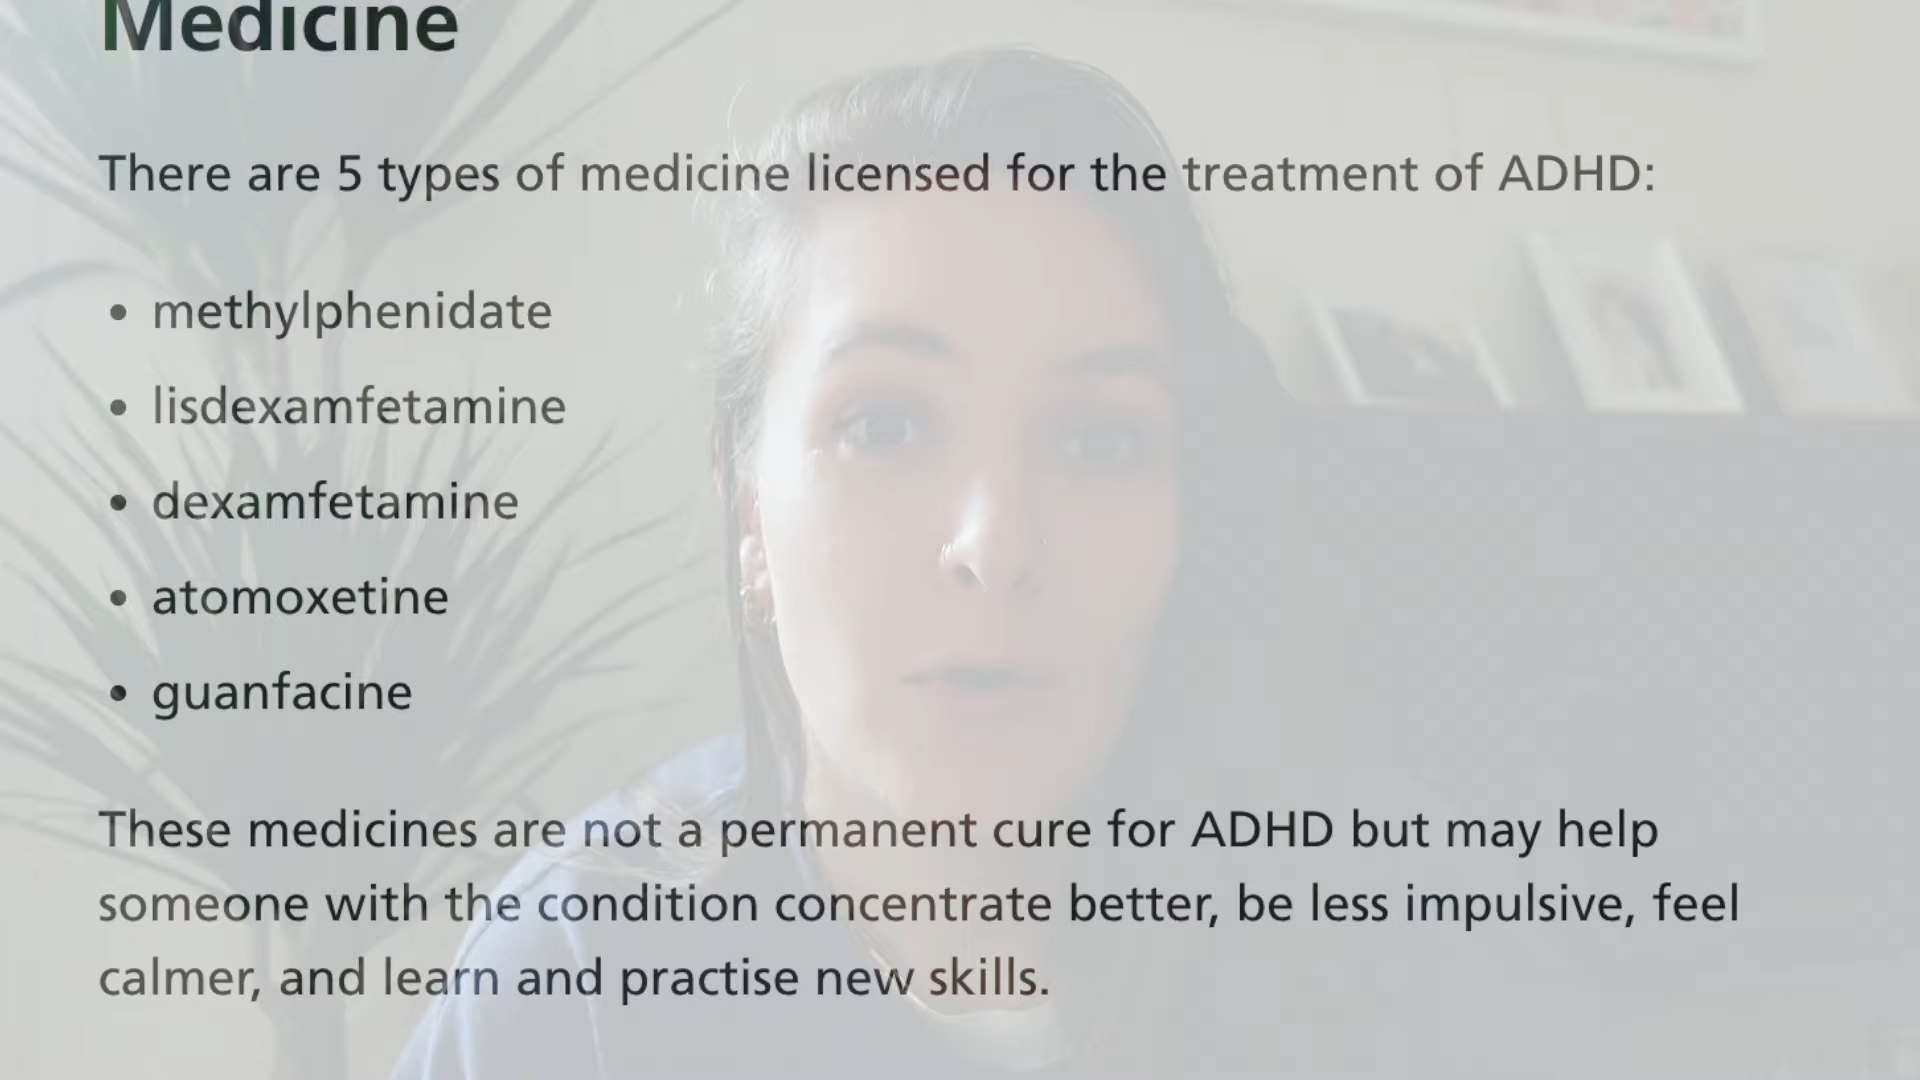 Medicine
There are 5 types of medicine licensed for the treatment of ADHD:
• methylphenidate
• lisdexamfetamine
• dexamfetamine
• atomoxetine
• guanfacine
These medicines are not a permanent cure for ADHD but may help
someone with the condition concentrate better, be less impulsive, feel
calmer, and learn and practise new skills.